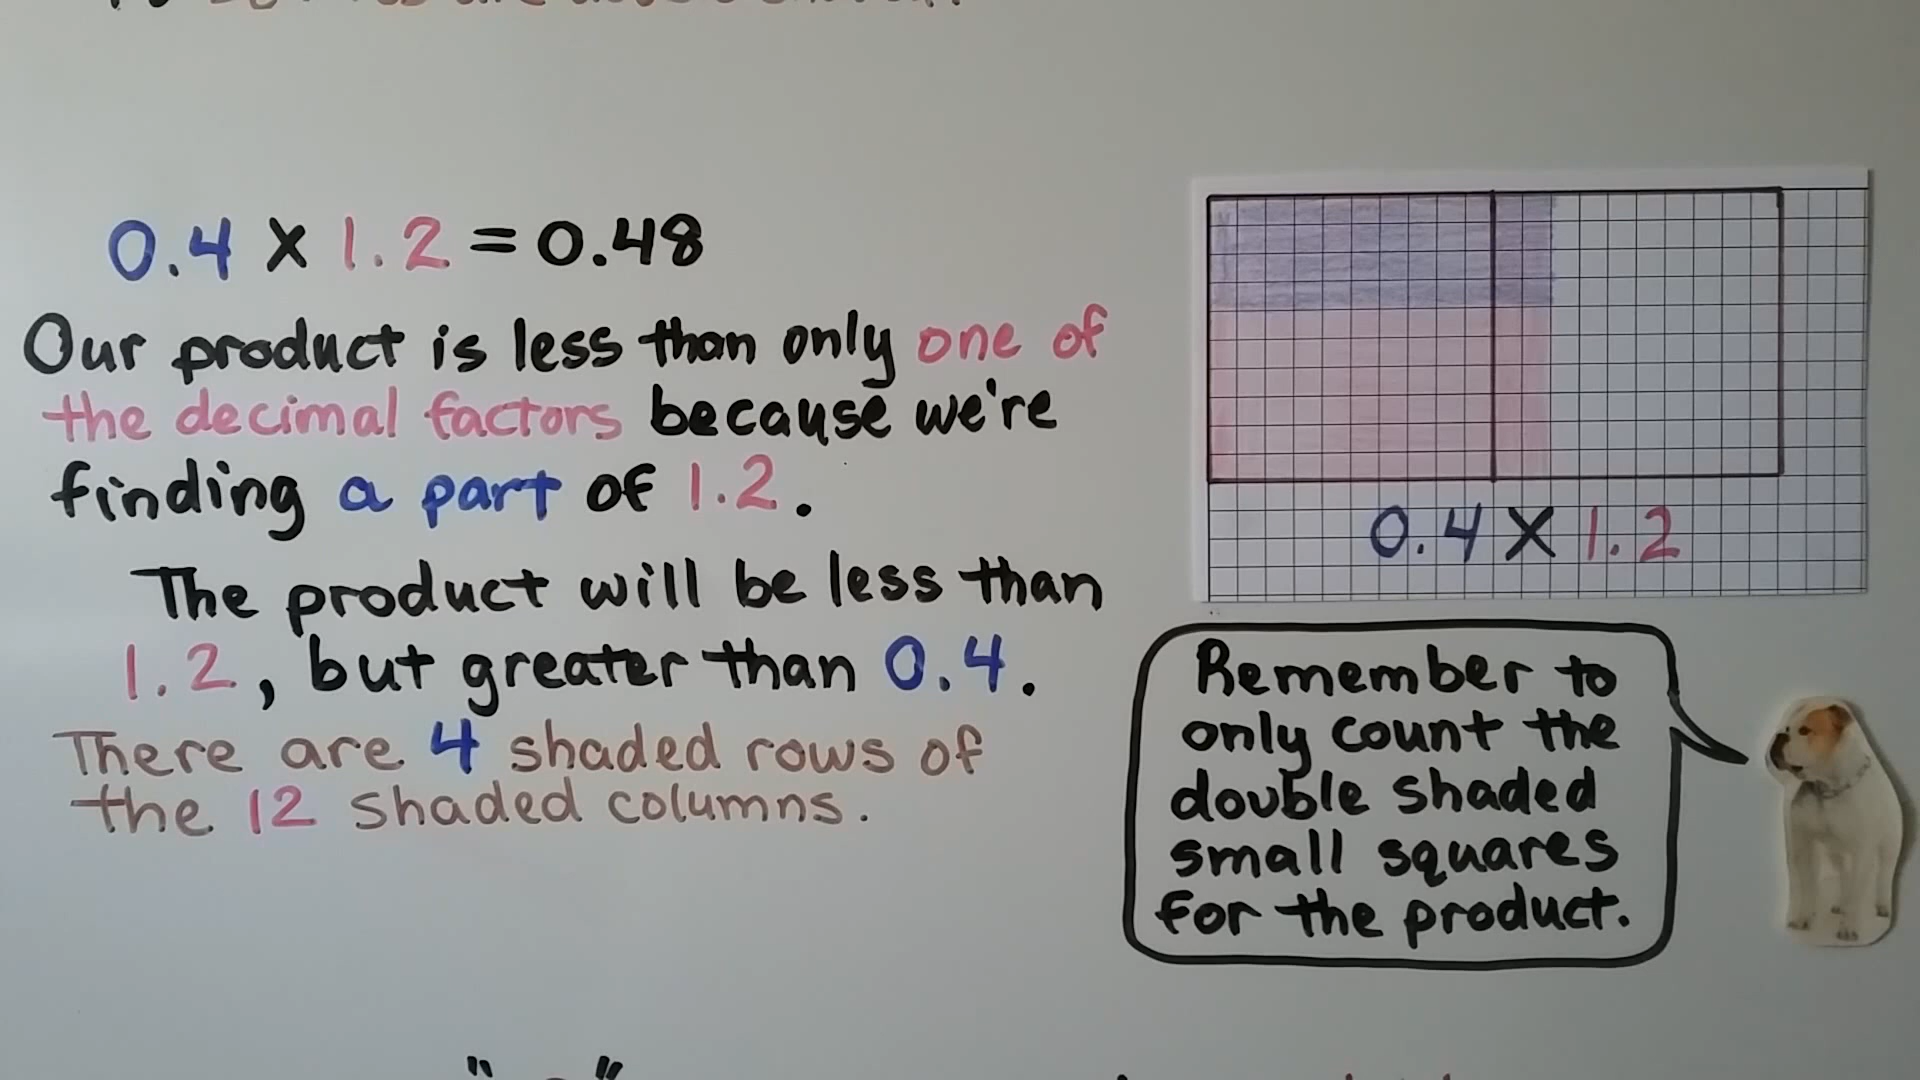 0.4 x 1.2 = 0.48
Our product is less than only one of
the decimal factors because we're
finding a part of 1.2.
The product will be less than
1.2, but greater than 0.4.
There are 4 shaded rows of
the 12 shaded columns.
0.4 X 1.2
Remember to
only count the
double shaded
small squares
for the product.